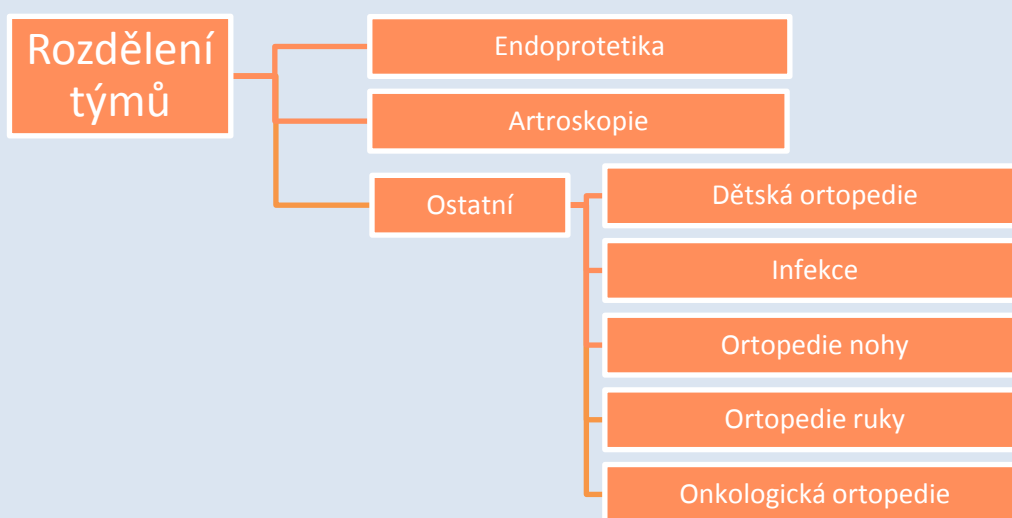 Rozdělení
týmů
Endoprotetika
Artroskopie
Ostatní
Dětská ortopedie
Infekce
Ortopedie nohy
Ortopedie ruky
Onkologická ortopedie